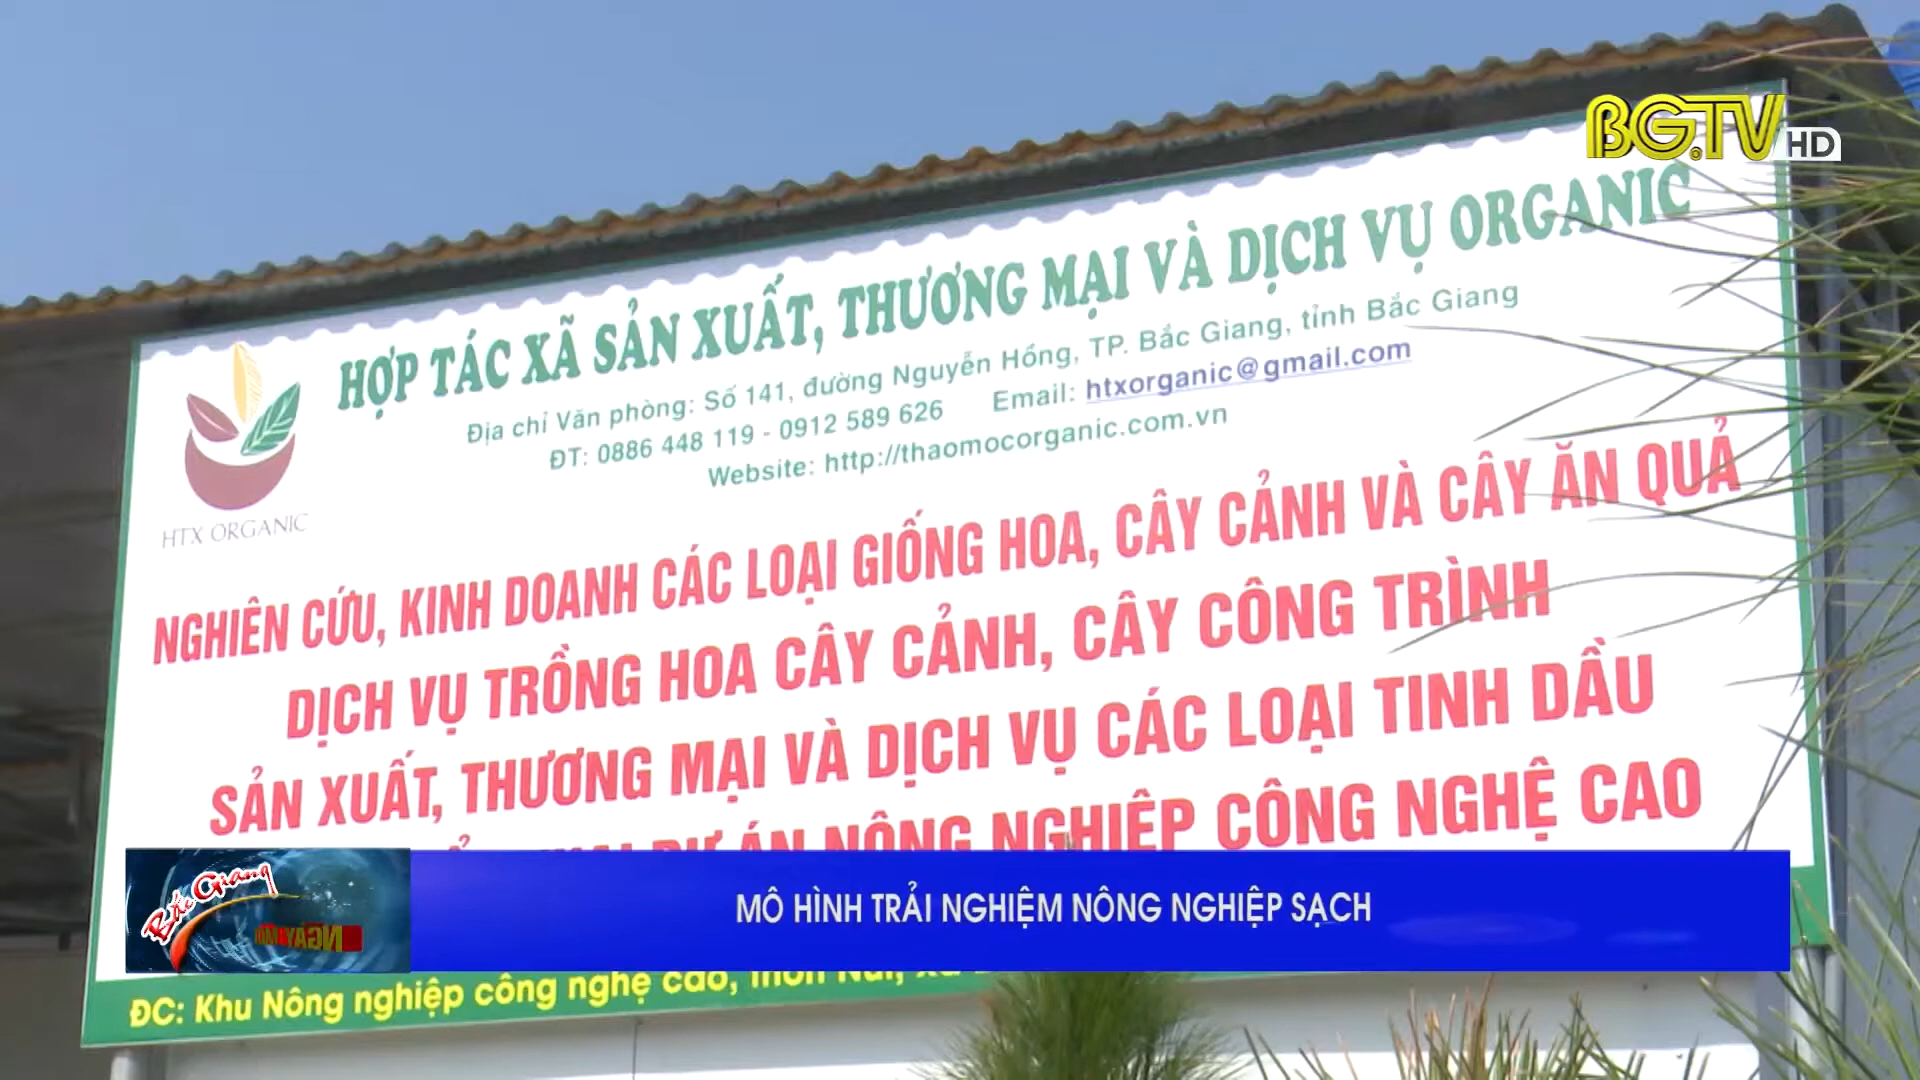 BG.TV HD
HỢP TÁC XÃ SẢN XUẤT, THƯƠNG MẠI VÀ DỊCH VỤ ORGANIC
Địa chỉ Văn phòng: Số 141, đường Nguyễn Hồng, TP. Bắc Giang, tỉnh Bắc Giang
ĐT: 0886 448 119 - 0912 589 626 Email: htxorganic@gmail.com
Website: http://thaomocorganic.com.vn
HTX ORGANIC
NGHIÊN CỨU, KINH DOANH CÁC LOẠI GIỐNG HOA, CÂY CẢNH VÀ CÂY ĂN QUẢ
DỊCH VỤ TRỒNG HOA CÂY CẢNH, CÂY CÔNG TRÌNH
SẢN XUẤT, THƯƠNG MẠI VÀ DỊCH VỤ CÁC LOẠI TINH DẦU
DỰ ÁN NÔNG NGHIỆP CÔNG NGHỆ CAO
Bắc Giang
MÔ HÌNH TRẢI NGHIỆM NÔNG NGHIỆP SẠCH
ĐC: Khu Nông nghiệp công nghệ cao,